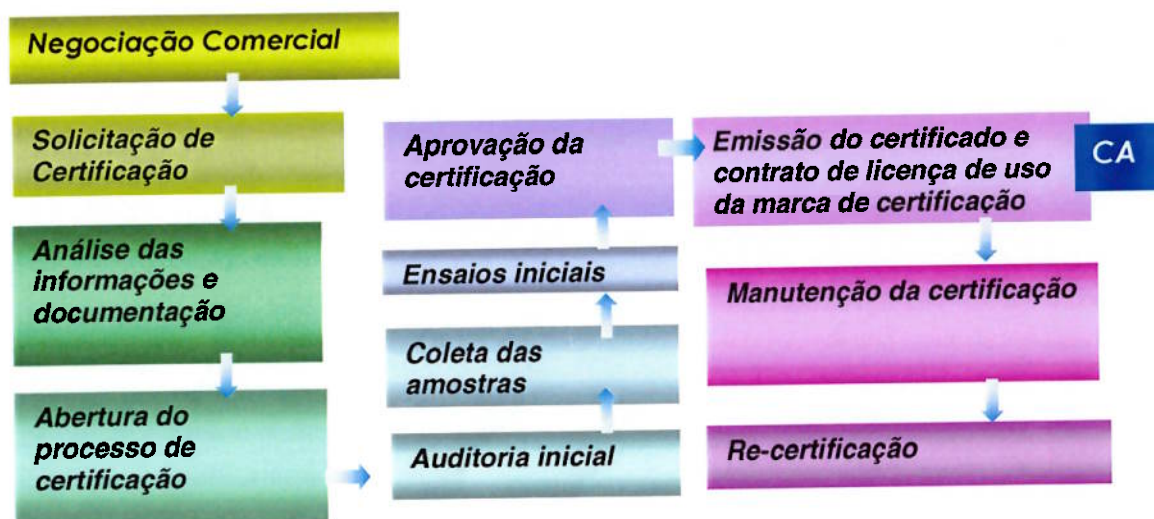 Negociação Comercial
Solicitação de
Certificação
Análise das
informações e
documentação
Abertura do
processo de
certificação
Auditoria inicial
Coleta das
amostras
Ensaios iniciais
Aprovação da
certificação
Emissão do certificado e
contrato de licença de uso
da marca de certificação
CA
Manutenção da certificação
Re-certificação